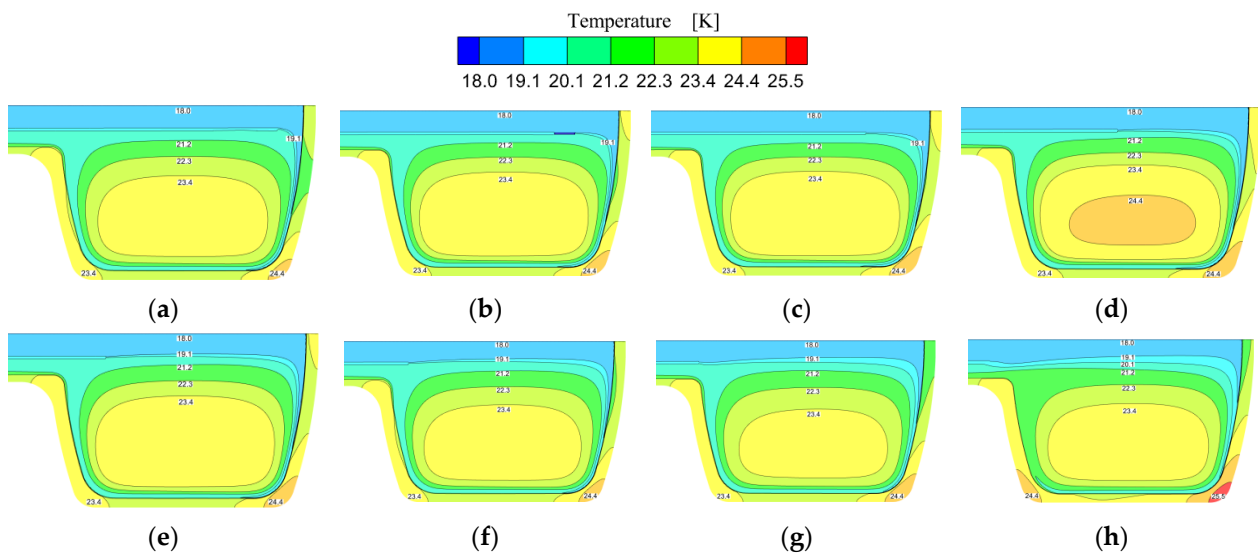 Temperature [K]
18.0 19.1 20.1 21.2 22.3 23.4 24.4 25.5
18.0 18.0 18.0 18.0
19.1 19.1 19.1
21.2 21.2 21.2 21.2
22.3 22.3 22.3 22.3
23.4 23.4 23.4 23.4
24.4
23.4 24.4 23.4 24.4 23.4 24.4 23.4 24.4
(a) (b) (c) (d)
18.0 18.0 18.0 18.0
19.1 19.1 19.1 19.1
20.1
21.2 21.2 21.2 21.2
22.3 22.3 22.3 22.3
23.4 23.4 23.4 23.4
23.4 24.4 23.4 24.4 23.4 24.4 24.4 25.5
(e) (f) (g) (h)